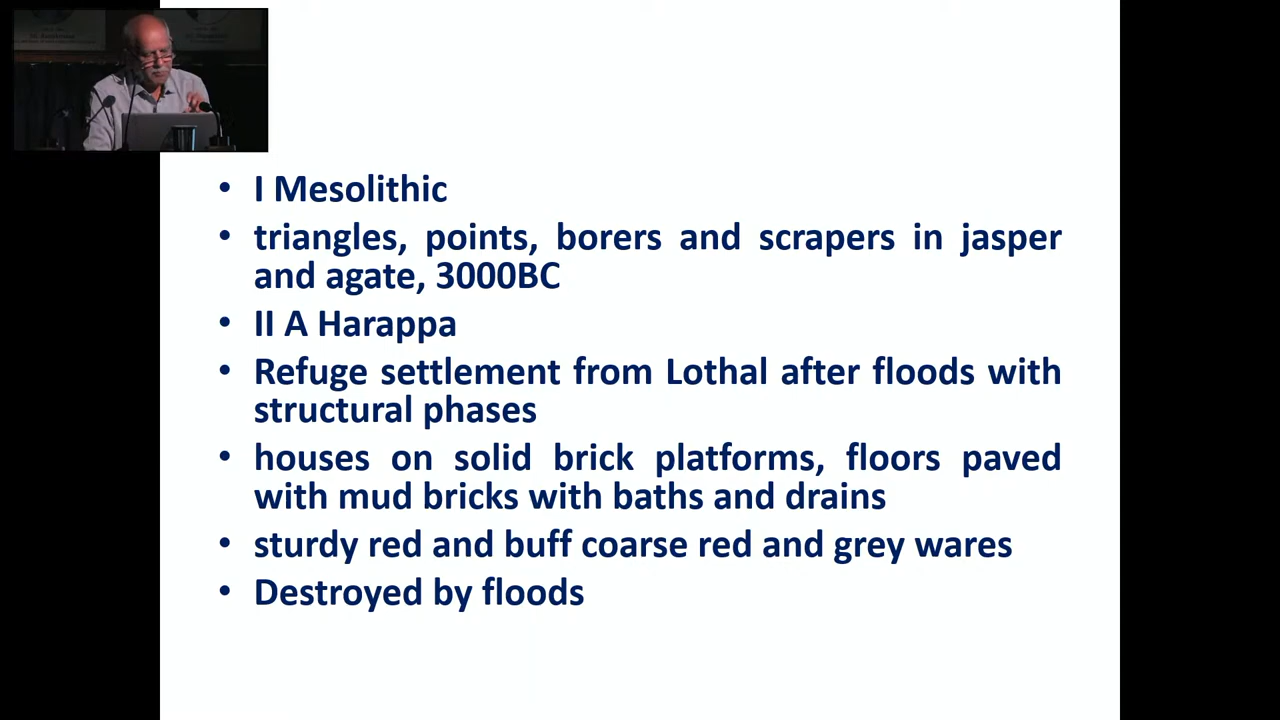 • I Mesolithic
• triangles, points, borers and scrapers in jasper
and agate, 3000BC
• II A Harappa
• Refuge settlement from Lothal after floods with
structural phases
• houses on solid brick platforms, floors paved
with mud bricks with baths and drains
• sturdy red and buff coarse red and grey wares
• Destroyed by floods